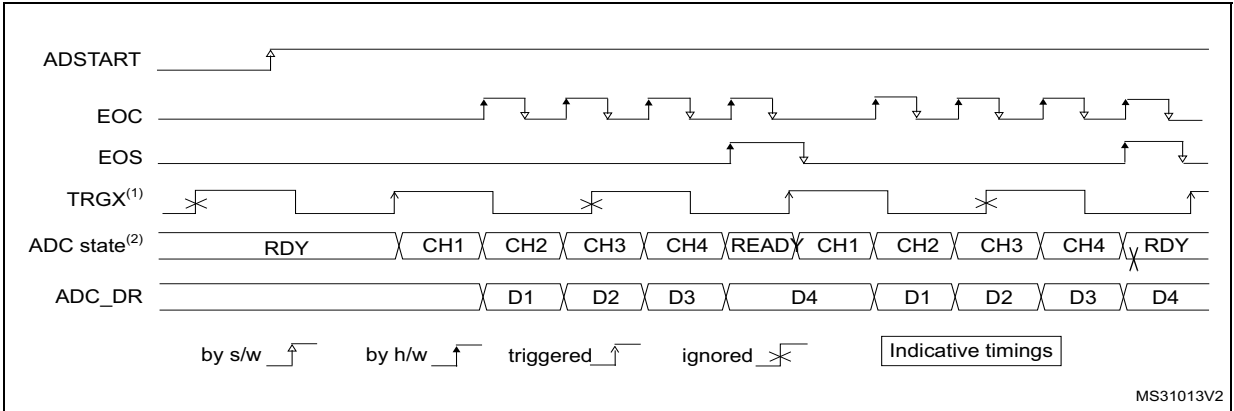 ADSTART
EOC
EOS
TRGX(1)
ADC state(2) RDY CH1 CH2 CH3 CH4 READY CH1 CH2 CH3 CH4 RDY
ADC_DR D1 D2 D3 D4 D1 D2 D3 D4
by s/w by h/w triggered ignored Indicative timings
MS31013V2